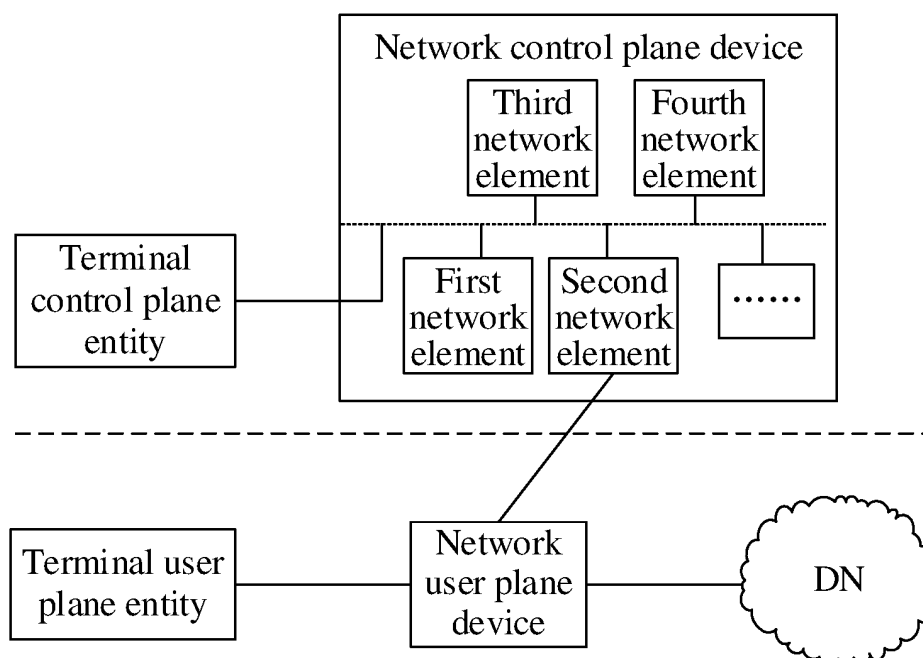 Network control plane device
Third
network
element
Fourth
network
element
Terminal
control plane
entity
First
network
element
Second
network
element
......
Terminal user
plane entity
Network
user plane
device
DN